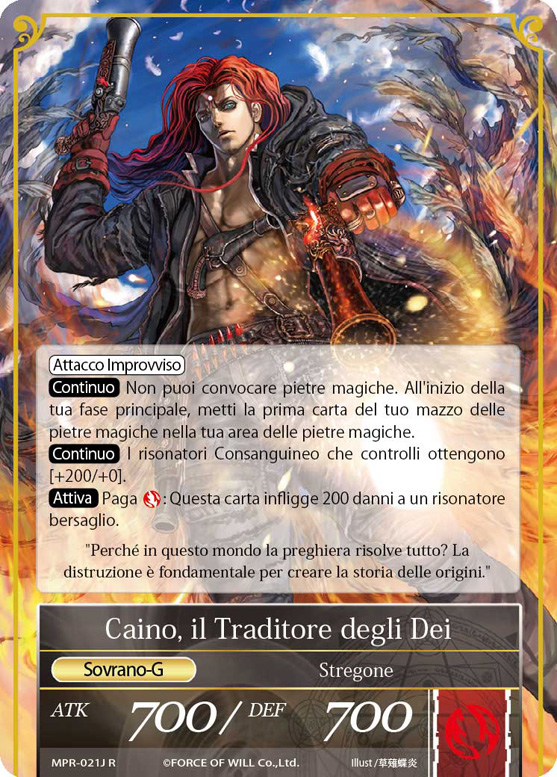 Attacco Improvviso
Continuo Non puoi convocare pietre magiche. All'inizio della
tua fase principale, metti la prima carta del tuo mazzo delle
pietre magiche nella tua area delle pietre magiche.
Continuo I risonatori Consanguineo che controlli ottengono
[+200/+0].
Attiva Paga : Questa carta infligge 200 danni a un risonatore
bersaglio.
"Perché in questo mondo la preghiera risolve tutto? La
distruzione è fondamentale per creare la storia delle origini."
Caino, il Traditore degli Dei
Sovrano-G Stregone
ATK 700 / DEF 700
MPR-021J R ©FORCE OF WILL Co.,Ltd. Illust /草薙蝶炎